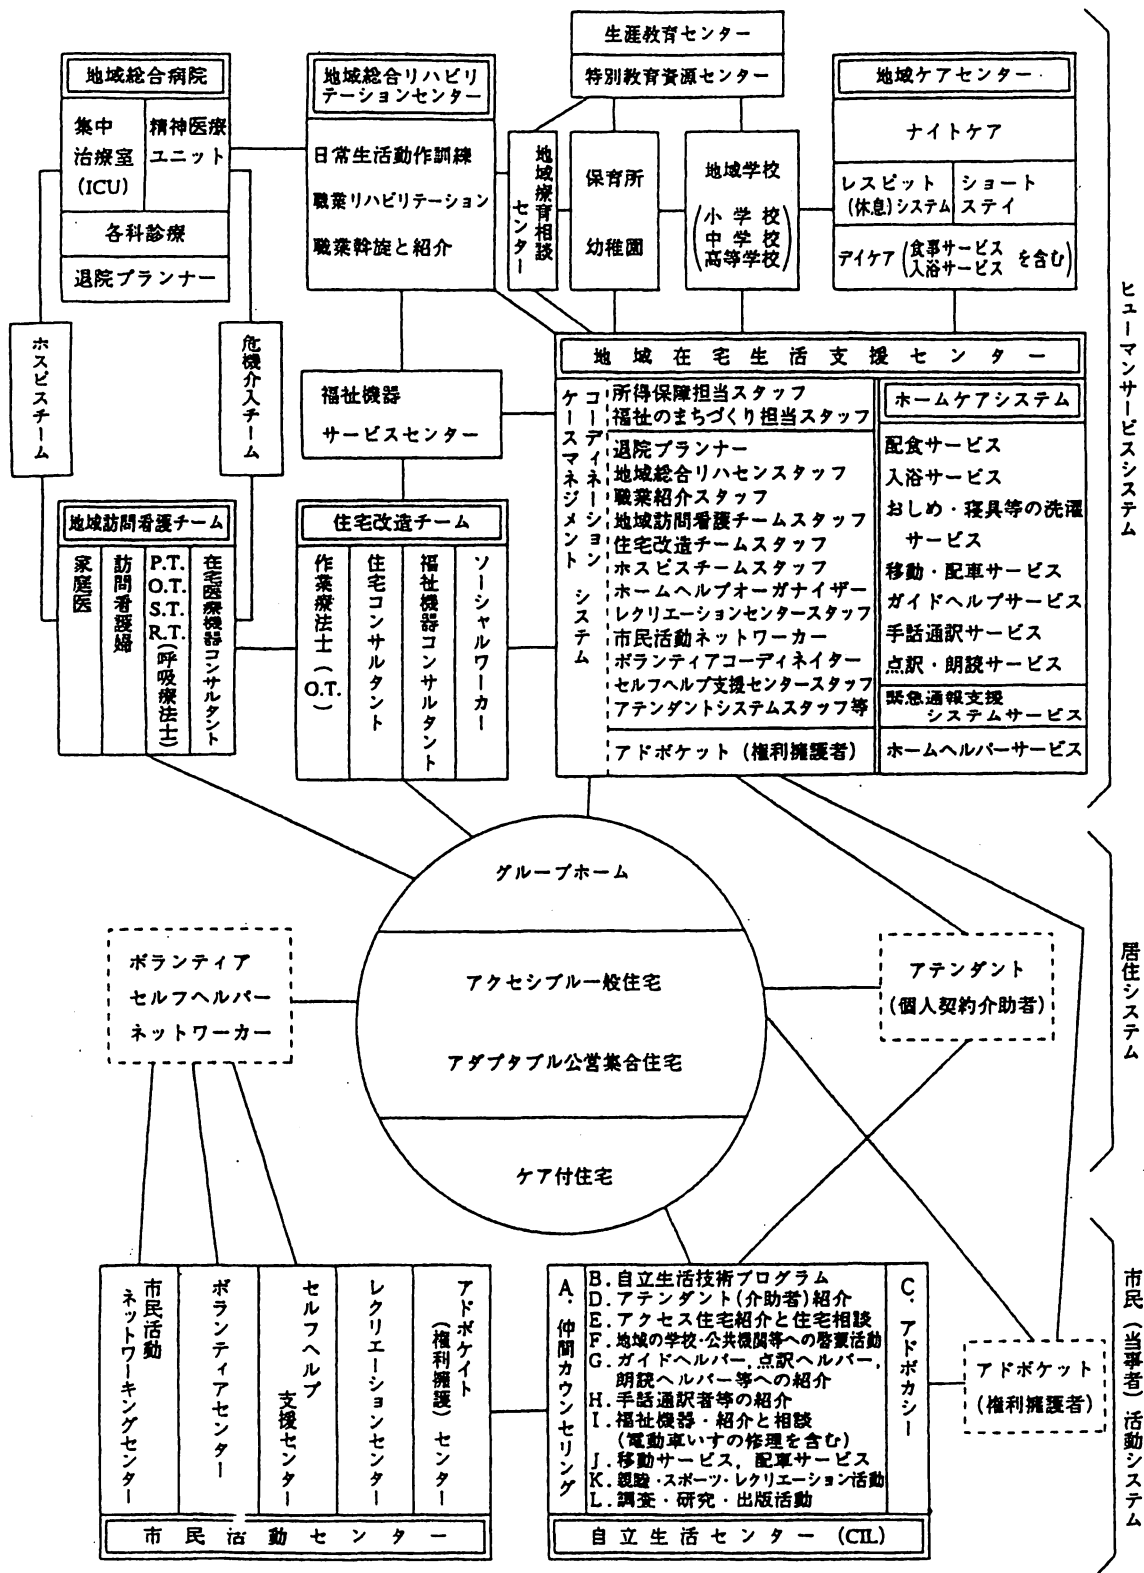 生涯教育センター
特別教育資源センター
地域総合病院
集中
治療室
(ICU)
精神医療
ユニット
各科診療
退院プランナー
地域総合リハビリ
テーションセンター
日常生活動作訓練
職業リハビリテーション
職業斡旋と紹介
地域療育相談
センター
保育所
幼稚園
地域学校
(小学校
中学校
高等学校)
地域ケアセンター
ナイトケア
レスピット
(休息)システム
ショート
ステイ
デイケア(食事サービス
入浴サービス を含む)
ヒューマンサービスシステム
ホスピスチーム
危機介入チーム
福祉機器
サービスセンター
地域在宅生活支援センター
ケースマネジメント システム
コーディネーション
所得保障担当スタッフ
福祉のまちづくり担当スタッフ
退院プランナー
地域総合リハセンスタッフ
職業紹介スタッフ
地域訪問看護チームスタッフ
住宅改造チームスタッフ
ホスピスチームスタッフ
ホームヘルプオーガナイザー
レクリエーションセンタースタッフ
市民活動ネットワーカー
ボランティアコーディネイター
セルフヘルプ支援センタースタッフ
アテンダントシステムスタッフ等
アドボケット(権利擁護者)
ホームケアシステム
配食サービス
入浴サービス
おしめ・寝具等の洗濯
サービス
移動・配車サービス
ガイドヘルプサービス
手話通訳サービス
点訳・朗読サービス
緊急通報支援
システムサービス
ホームヘルパーサービス
地域訪問看護チーム
家庭医
訪問看護婦
P.T.
O.T.
S.T.
R.T.(呼吸療法士)
在宅医療機器コンサルタント
住宅改造チーム
作業療法士(O.T.)
住宅コンサルタント
福祉機器コンサルタント
ソーシャルワーカー
グループホーム
アクセシブル一般住宅
アダプタブル公営集合住宅
ケア付住宅
ボランティア
セルフヘルパー
ネットワーカー
アテンダント
(個人契約介助者)
居住システム
市民活動
ネットワーキングセンター
ボランティアセンター
セルフヘルプ
支援センター
レクリエーションセンター
アドボケイト
(権利擁護)センター
市民活動センター
A.仲間カウンセリング
B.自立生活技術プログラム
D.アテンダント(介助者)紹介
E.アクセス住宅紹介と住宅相談
F.地域の学校・公共機関等への啓蒙活動
G.ガイドヘルパー,点訳ヘルパー,
朗読ヘルパー等への紹介
H.手話通訳者等の紹介
I.福祉機器・紹介と相談
(電動車いすの修理を含む)
J.移動サービス,配車サービス
K.親睦・スポーツ・レクリエーション活動
L.調査・研究・出版活動
C.アドボカシー
自立生活センター(CIL)
アドボケット
(権利擁護者)
市民(当事者)活動システム